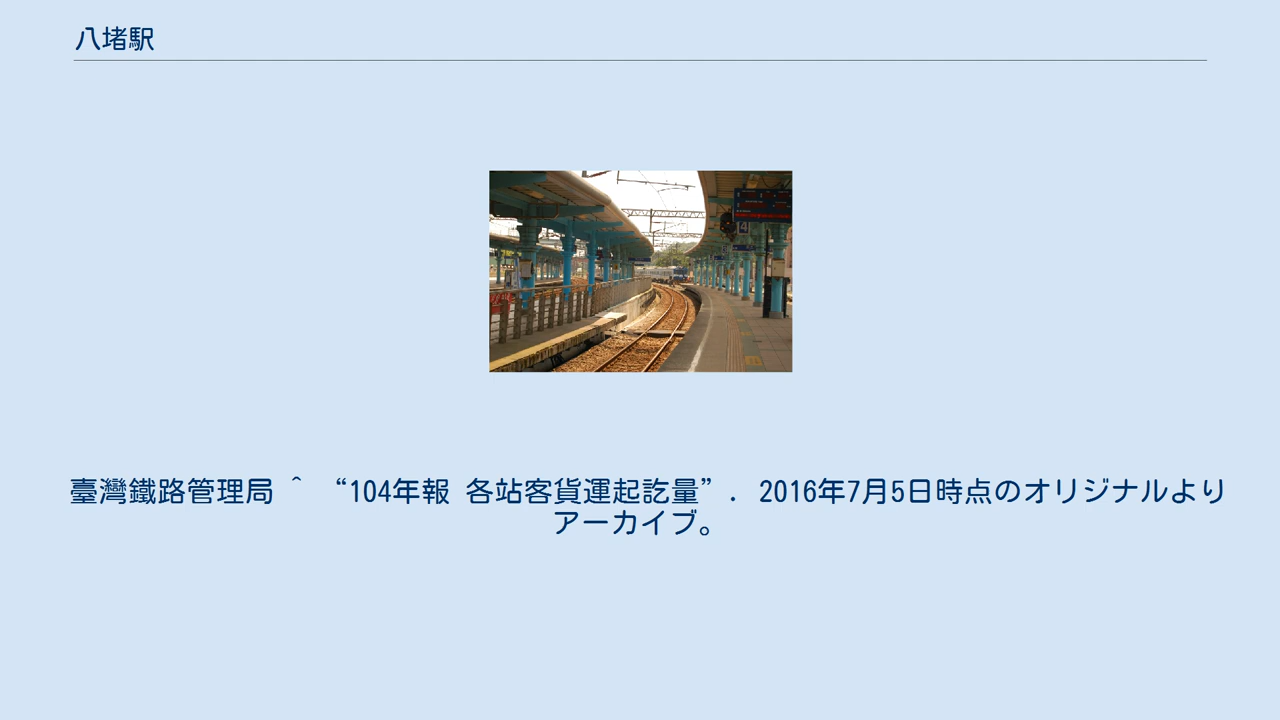 八堵駅
4
臺灣鐵路管理局 ^ “104年報 各站客貨運起訖量”. 2016年7月5日時点のオリジナルより
アーカイブ。